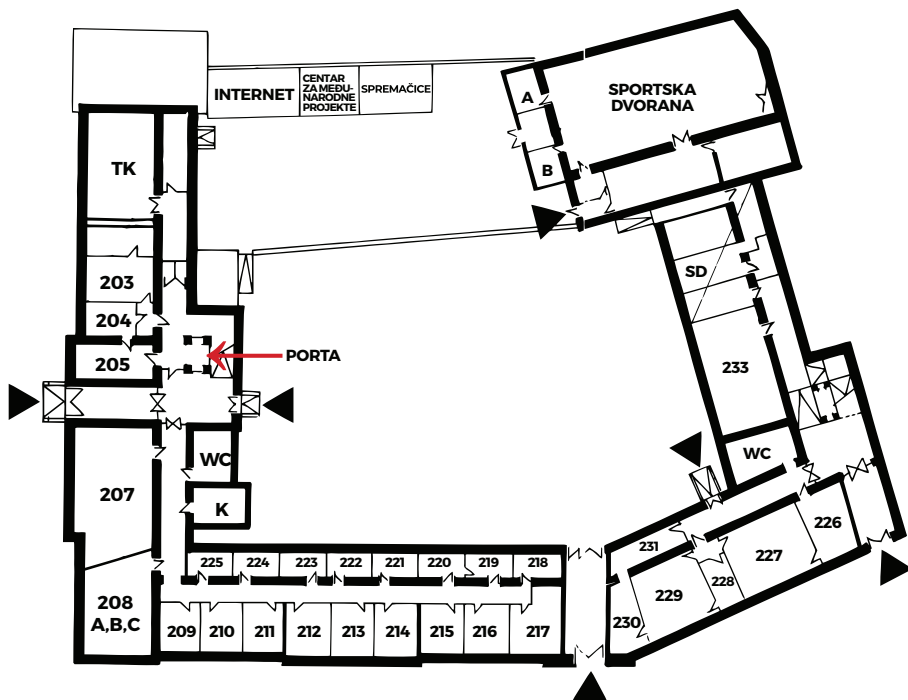 INTERNET
CENTAR
ZA MEĐU-
NARODNE
PROJEKTE
SPREMAČICE
A
B
SPORTSKA
DVORANA
TK
203
204
205
PORTA
SD
233
WC
207
WC
K
208
A,B,C
225
224
223
222
221
220
219
218
209
210
211
212
213
214
215
216
217
231
230
229
228
227
226